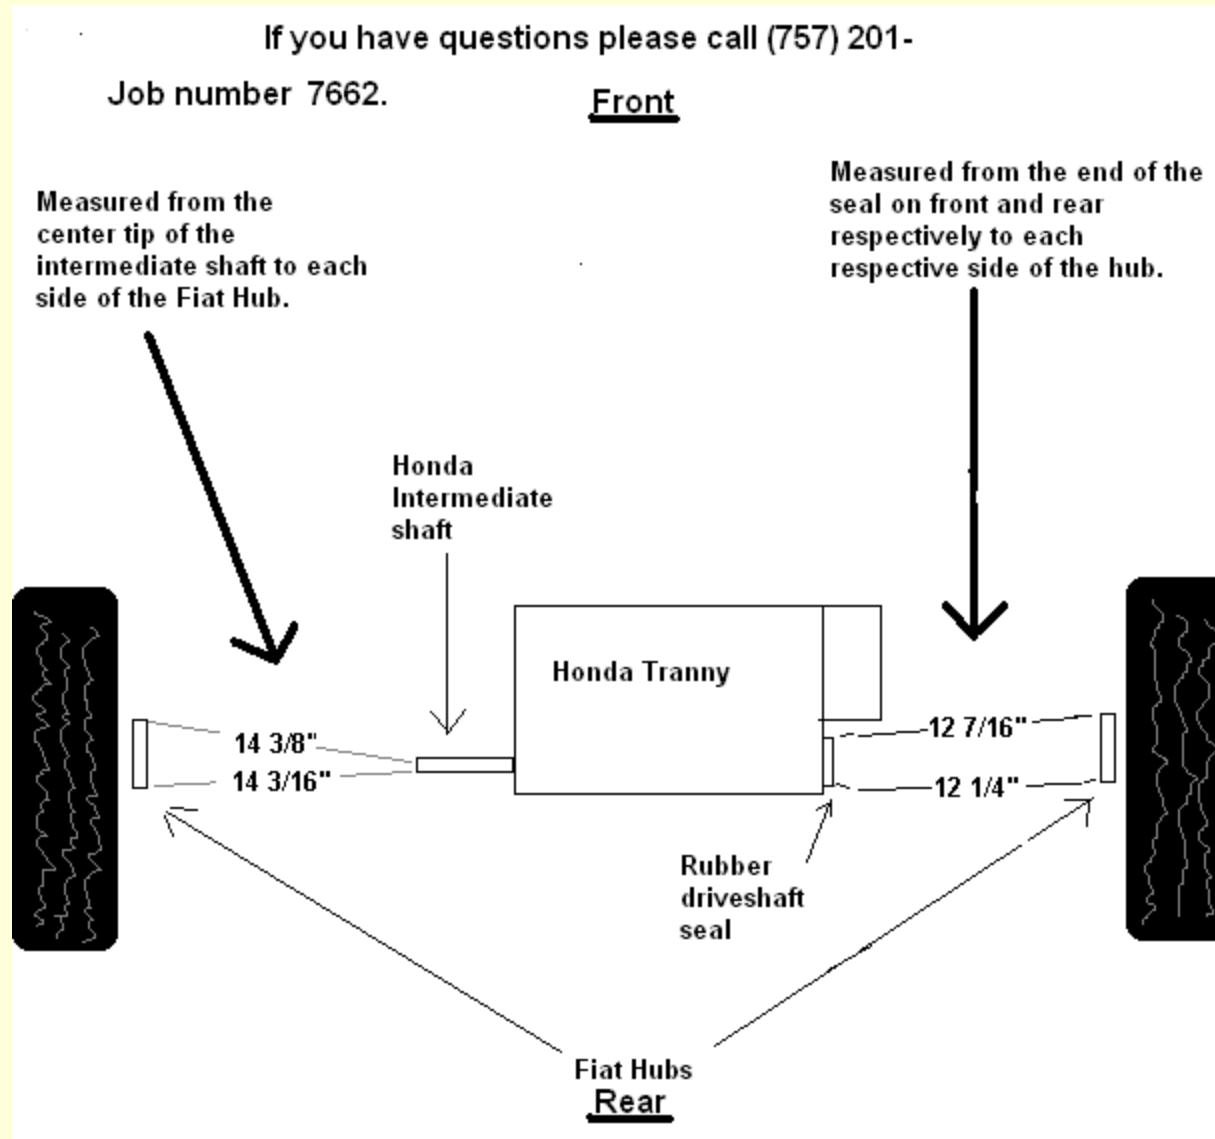 If you have questions please call (757) 201-
Job number 7662.
Front
Measured from the
center tip of the
intermediate shaft to each
side of the Fiat Hub.
Measured from the end of the
seal on front and rear
respectively to each
respective side of the hub.
Honda
Intermediate
shaft
Honda Tranny
14 3/8"
14 3/16"
12 7/16"
12 1/4"
Rubber
driveshaft
seal
Fiat Hubs
Rear